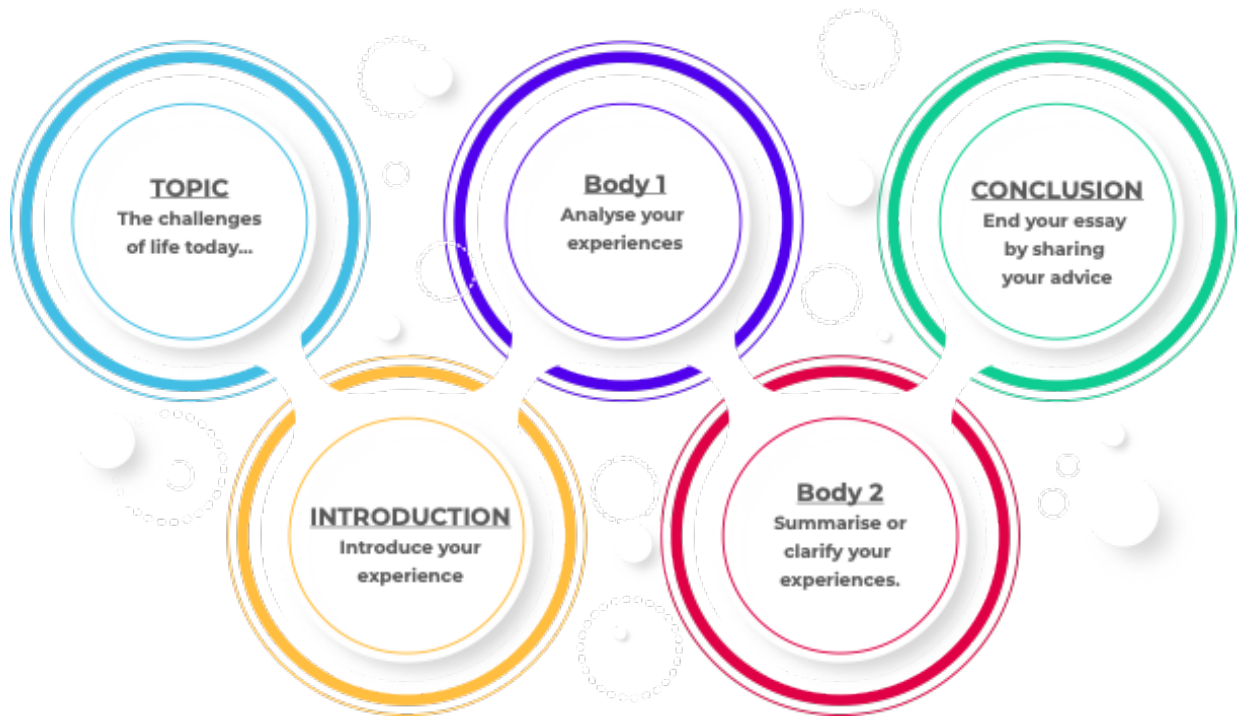 TOPIC
The challenges
of life today...
INTRODUCTION
Introduce your
experience
Body 1
Analyse your
experiences
Body 2
Summarise or
clarify your
experiences.
CONCLUSION
End your essay
by sharing
your advice